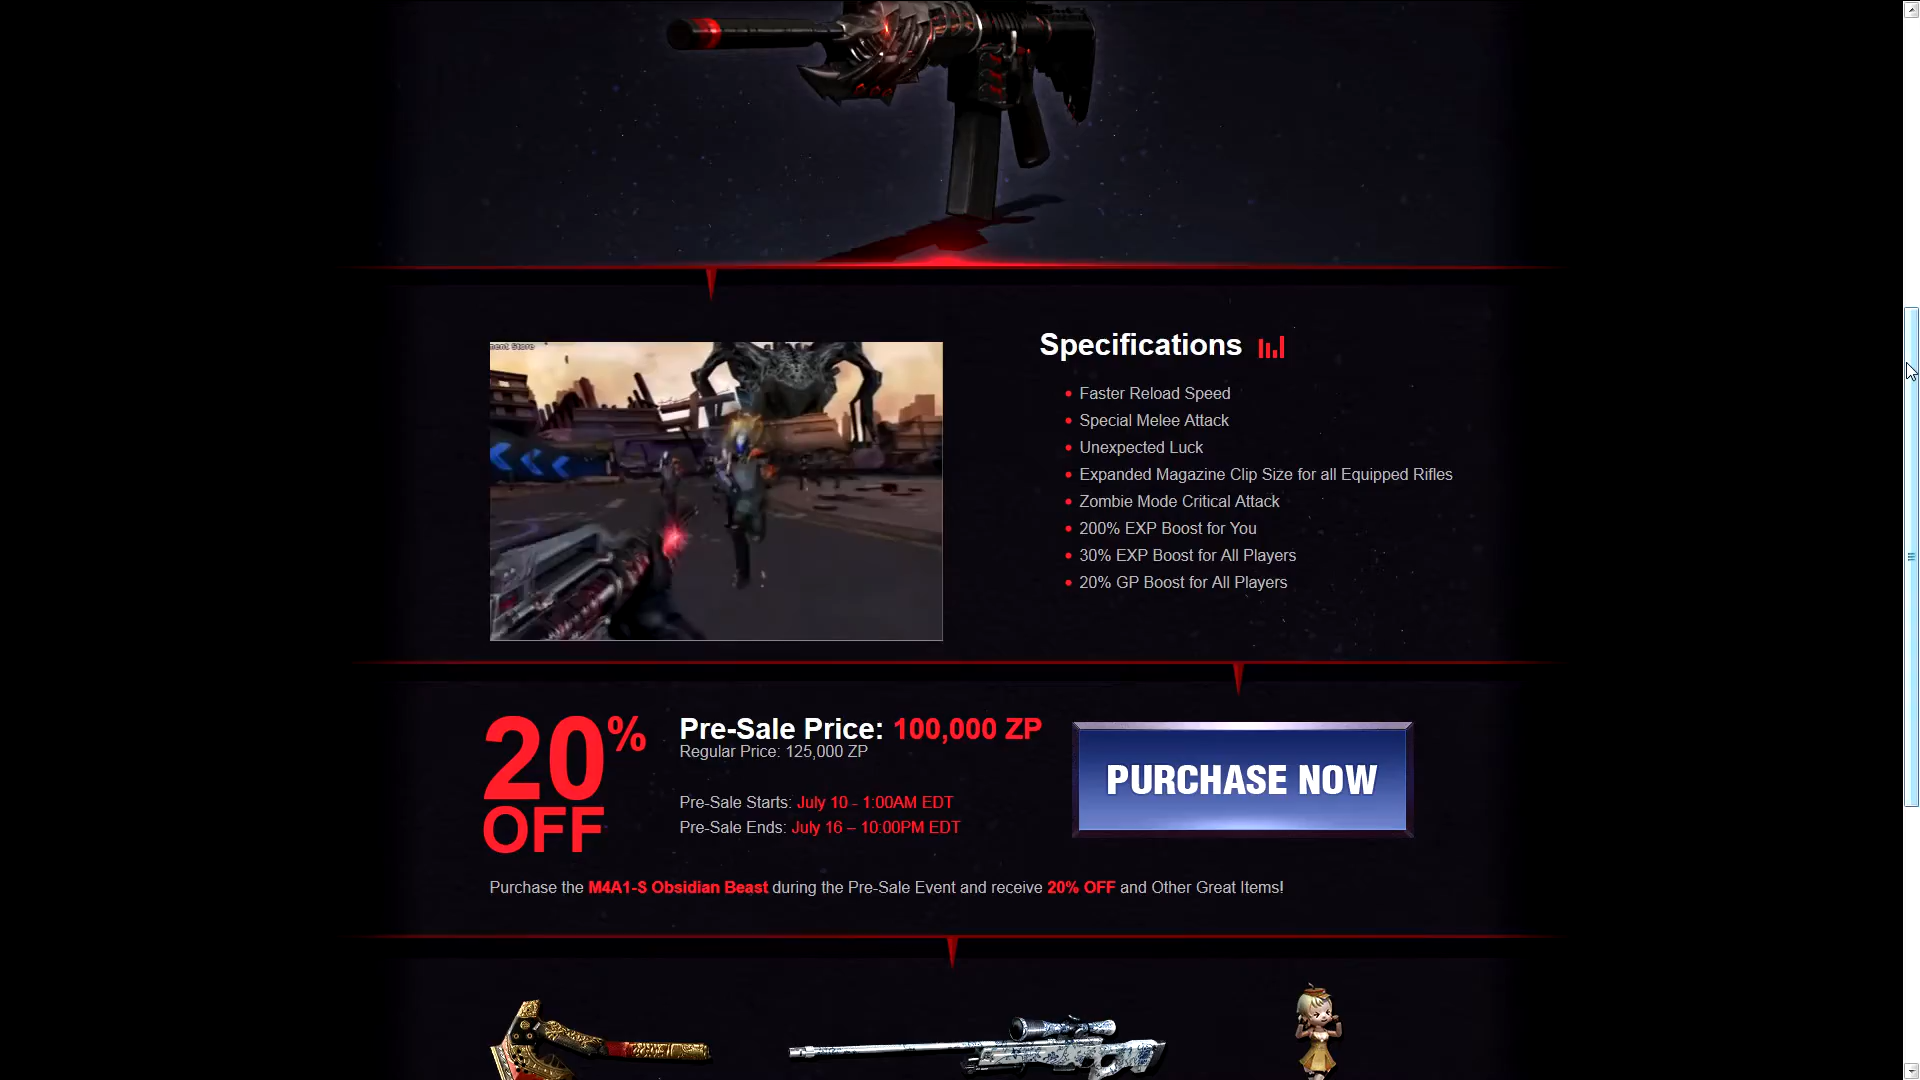 Specifications
Faster Reload Speed
Special Melee Attack
Unexpected Luck
Expanded Magazine Clip Size for all Equipped Rifles
Zombie Mode Critical Attack
200% EXP Boost for You
30% EXP Boost for All Players
20% GP Boost for All Players
20%
OFF
Pre-Sale Price: 100,000 ZP
Regular Price: 125,000 ZP
Pre-Sale Starts: July 10 - 1:00AM EDT
Pre-Sale Ends: July 16 – 10:00PM EDT
PURCHASE NOW
Purchase the M4A1-S Obsidian Beast during the Pre-Sale Event and receive 20% OFF and Other Great Items!